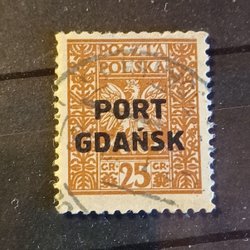 POCZTA
POLSKA
PORT
GDAŃSK
GR. GR.
25